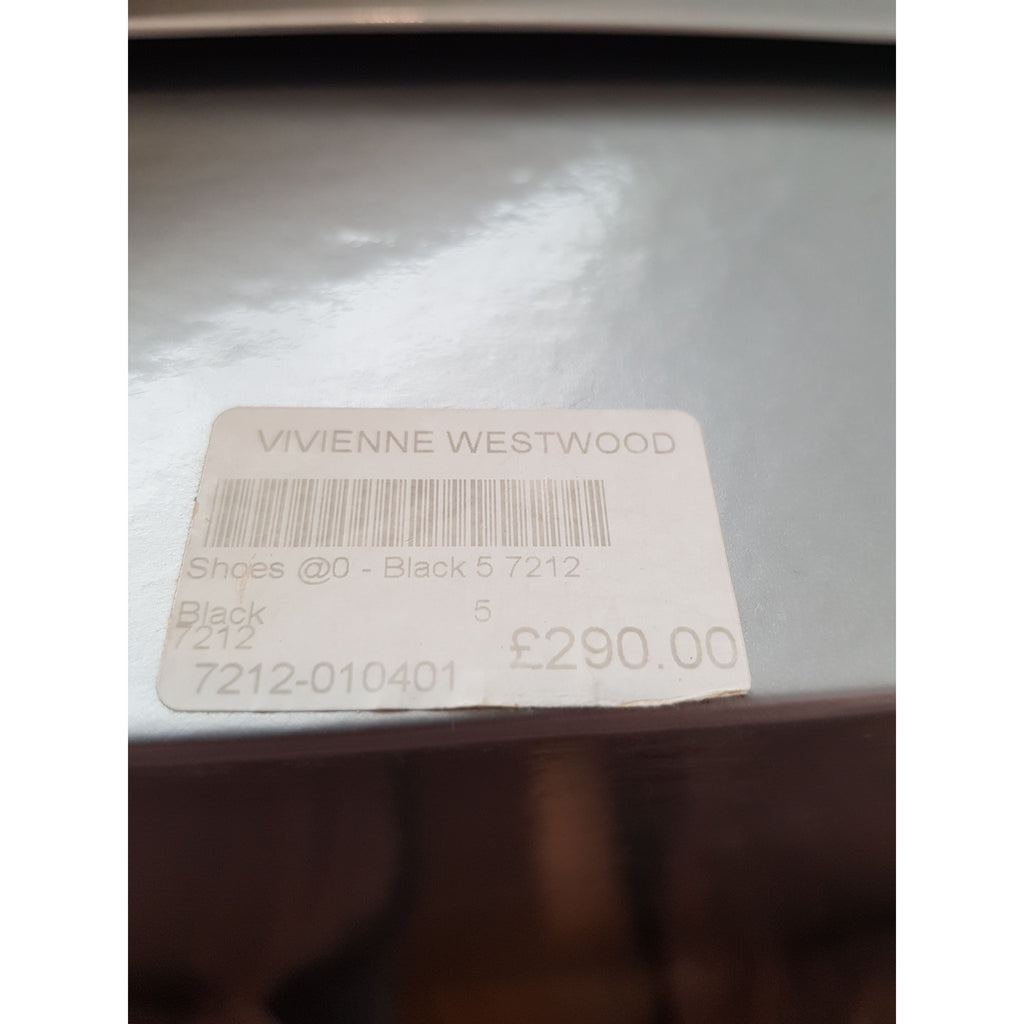 VIVIENNE WESTWOOD
Shoes @0 - Black 5 7212
Black 5
7212
£290.00
7212-010401